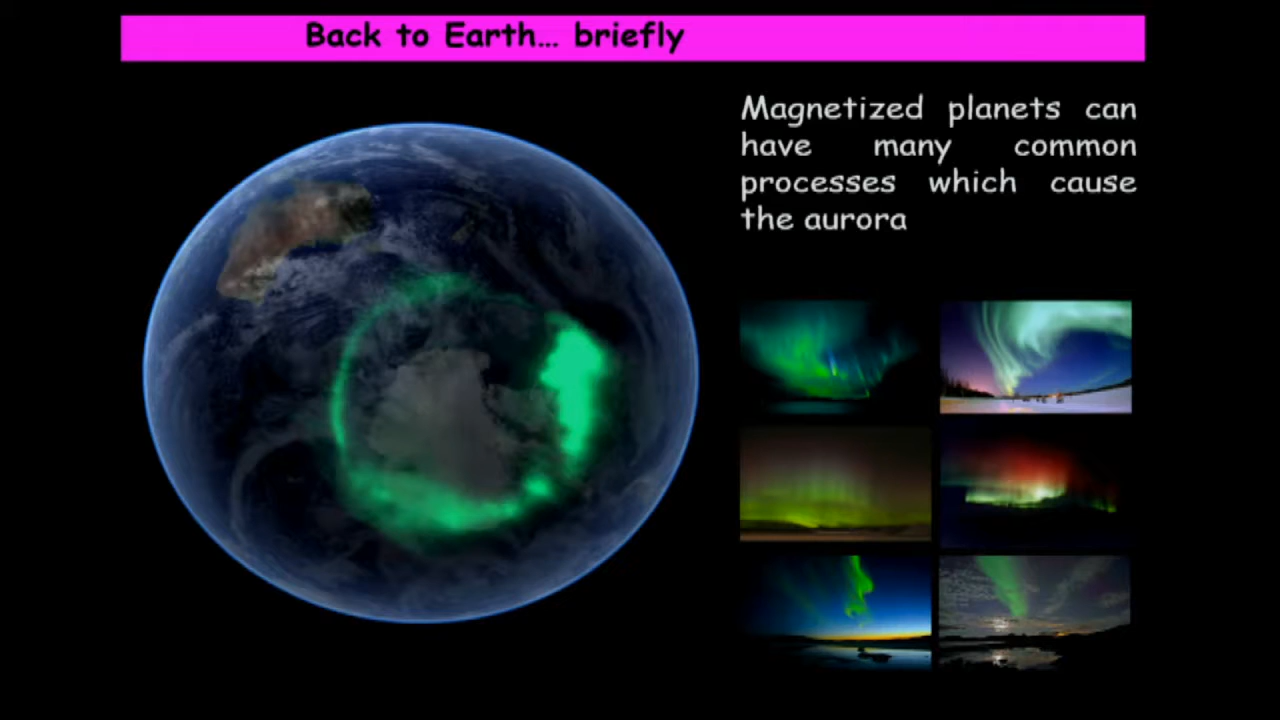 Back to Earth... briefly
Magnetized planets can
have many common
processes which cause
the aurora